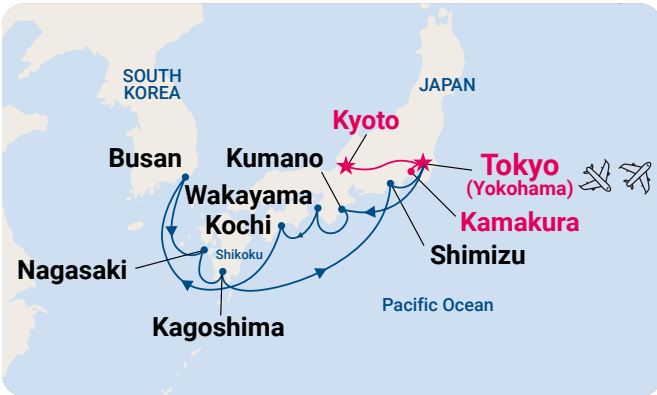 SOUTH
KOREA
JAPAN
Kyoto
Busan
Kumano
Tokyo
(Yokohama)
Wakayama
Kochi
Kamakura
Shikoku
Shimizu
Nagasaki
Pacific Ocean
Kagoshima